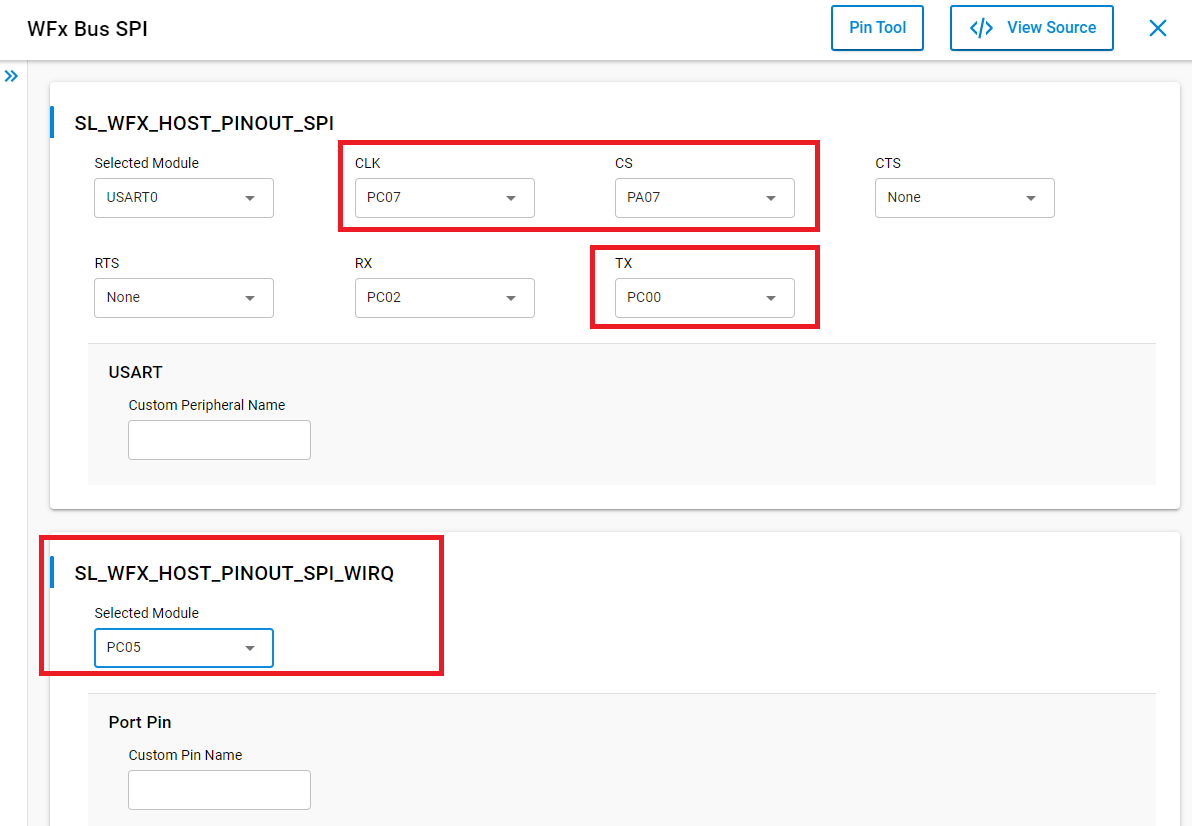 WFx Bus SPI
Pin Tool
</> View Source
SL_WFX_HOST_PINOUT_SPI
Selected Module
CLK
CS
CTS
USART0
PC07
PA07
None
RTS
RX
TX
None
PC02
PC00
USART
Custom Peripheral Name
SL_WFX_HOST_PINOUT_SPI_WIRQ
Selected Module
PC05
Port Pin
Custom Pin Name